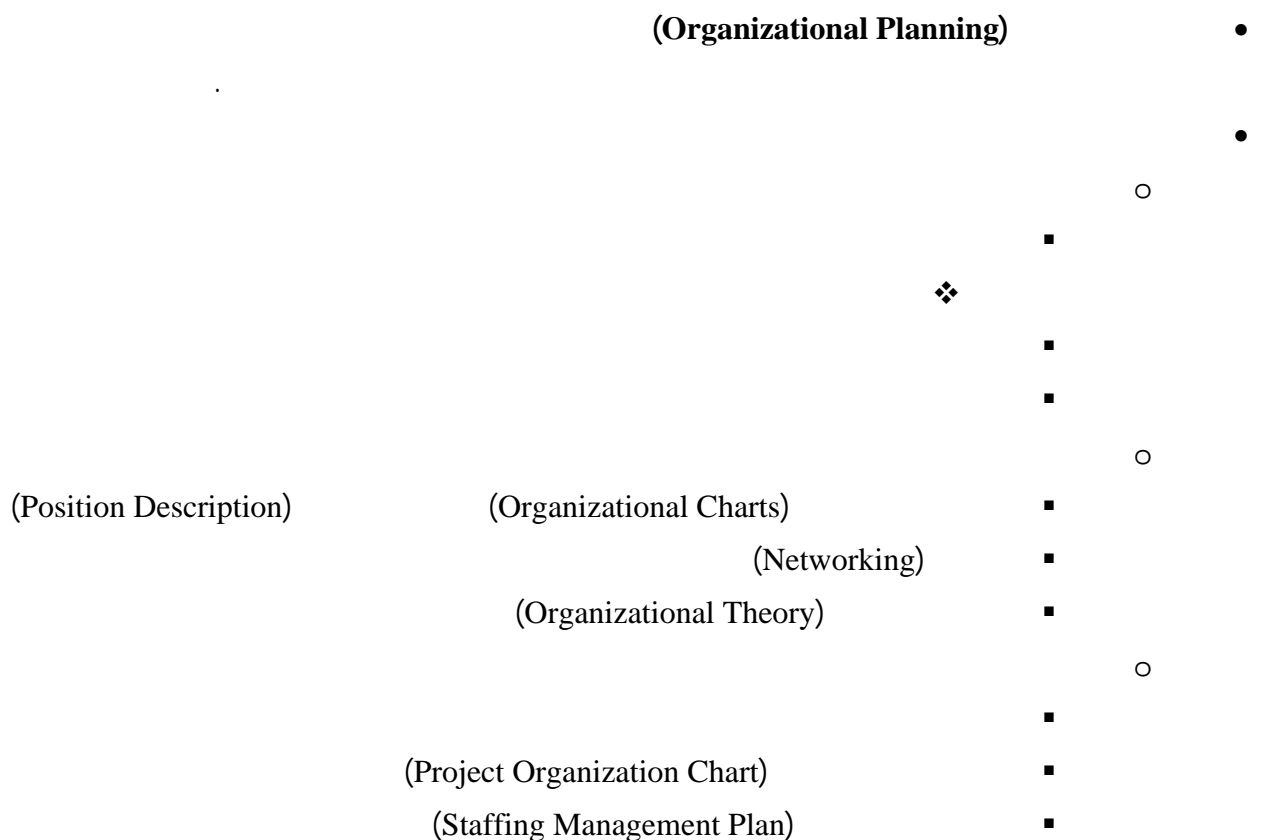 • (Organizational Planning)
.
•
o
▪
❖
▪
▪
o
▪ (Organizational Charts) (Position Description)
▪ (Networking)
▪ (Organizational Theory)
o
▪
▪ (Project Organization Chart)
▪ (Staffing Management Plan)